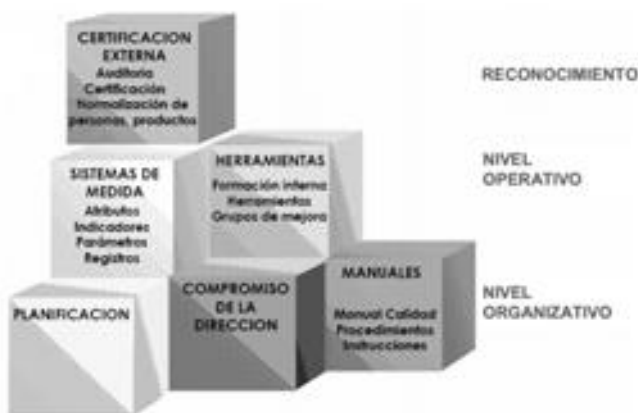 CERTIFICACION
EXTERNA
Auditoria
Certificación
Normalización de
personas, productos
RECONOCIMIENTO
SISTEMAS DE
MEDIDA
Atributos
Indicadores
Parámetros
Registros
HERRAMIENTAS
Formación interna
Herramientas
Grupos de mejora
NIVEL
OPERATIVO
PLANIFICACION
COMPROMISO
DE LA
DIRECCION
MANUALES
Manual Calidad
Procedimientos
Instrucciones
NIVEL
ORGANIZATIVO